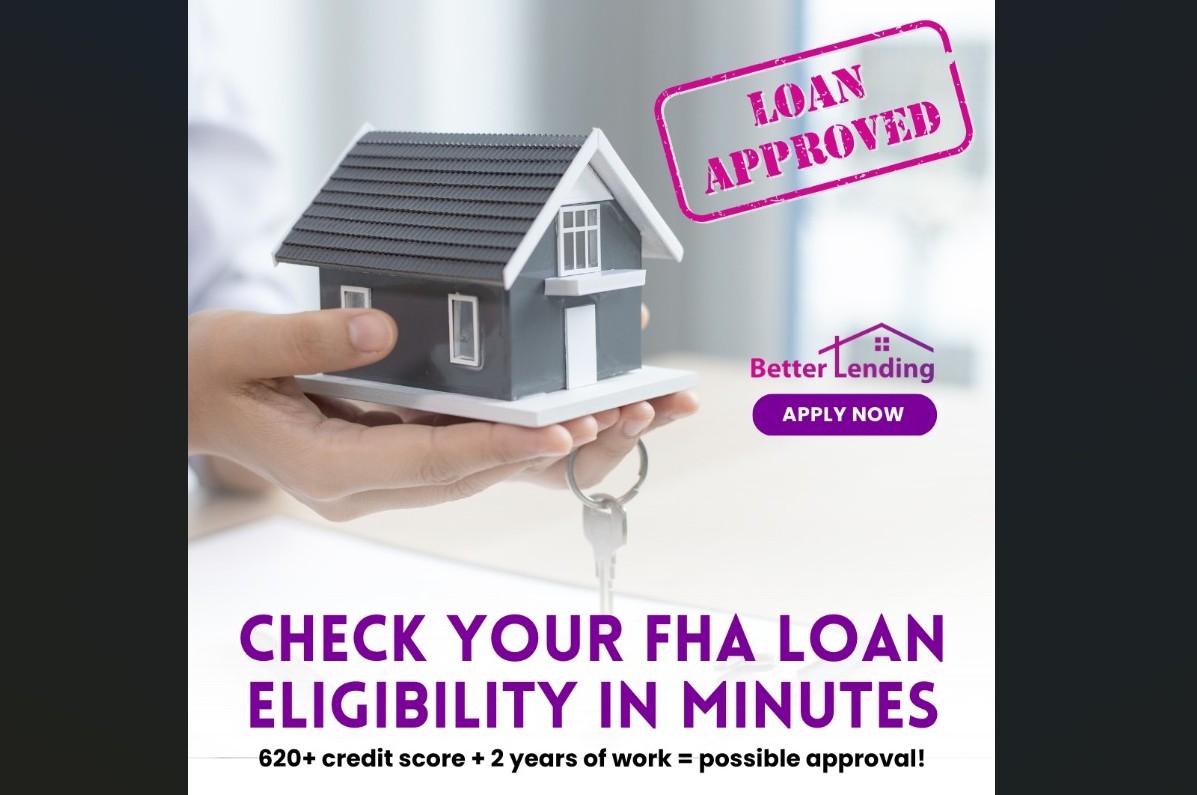 LOAN
APPROVED
Better Lending
APPLY NOW
CHECK YOUR FHA LOAN
ELIGIBILITY IN MINUTES
620+ credit score + 2 years of work = possible approval!